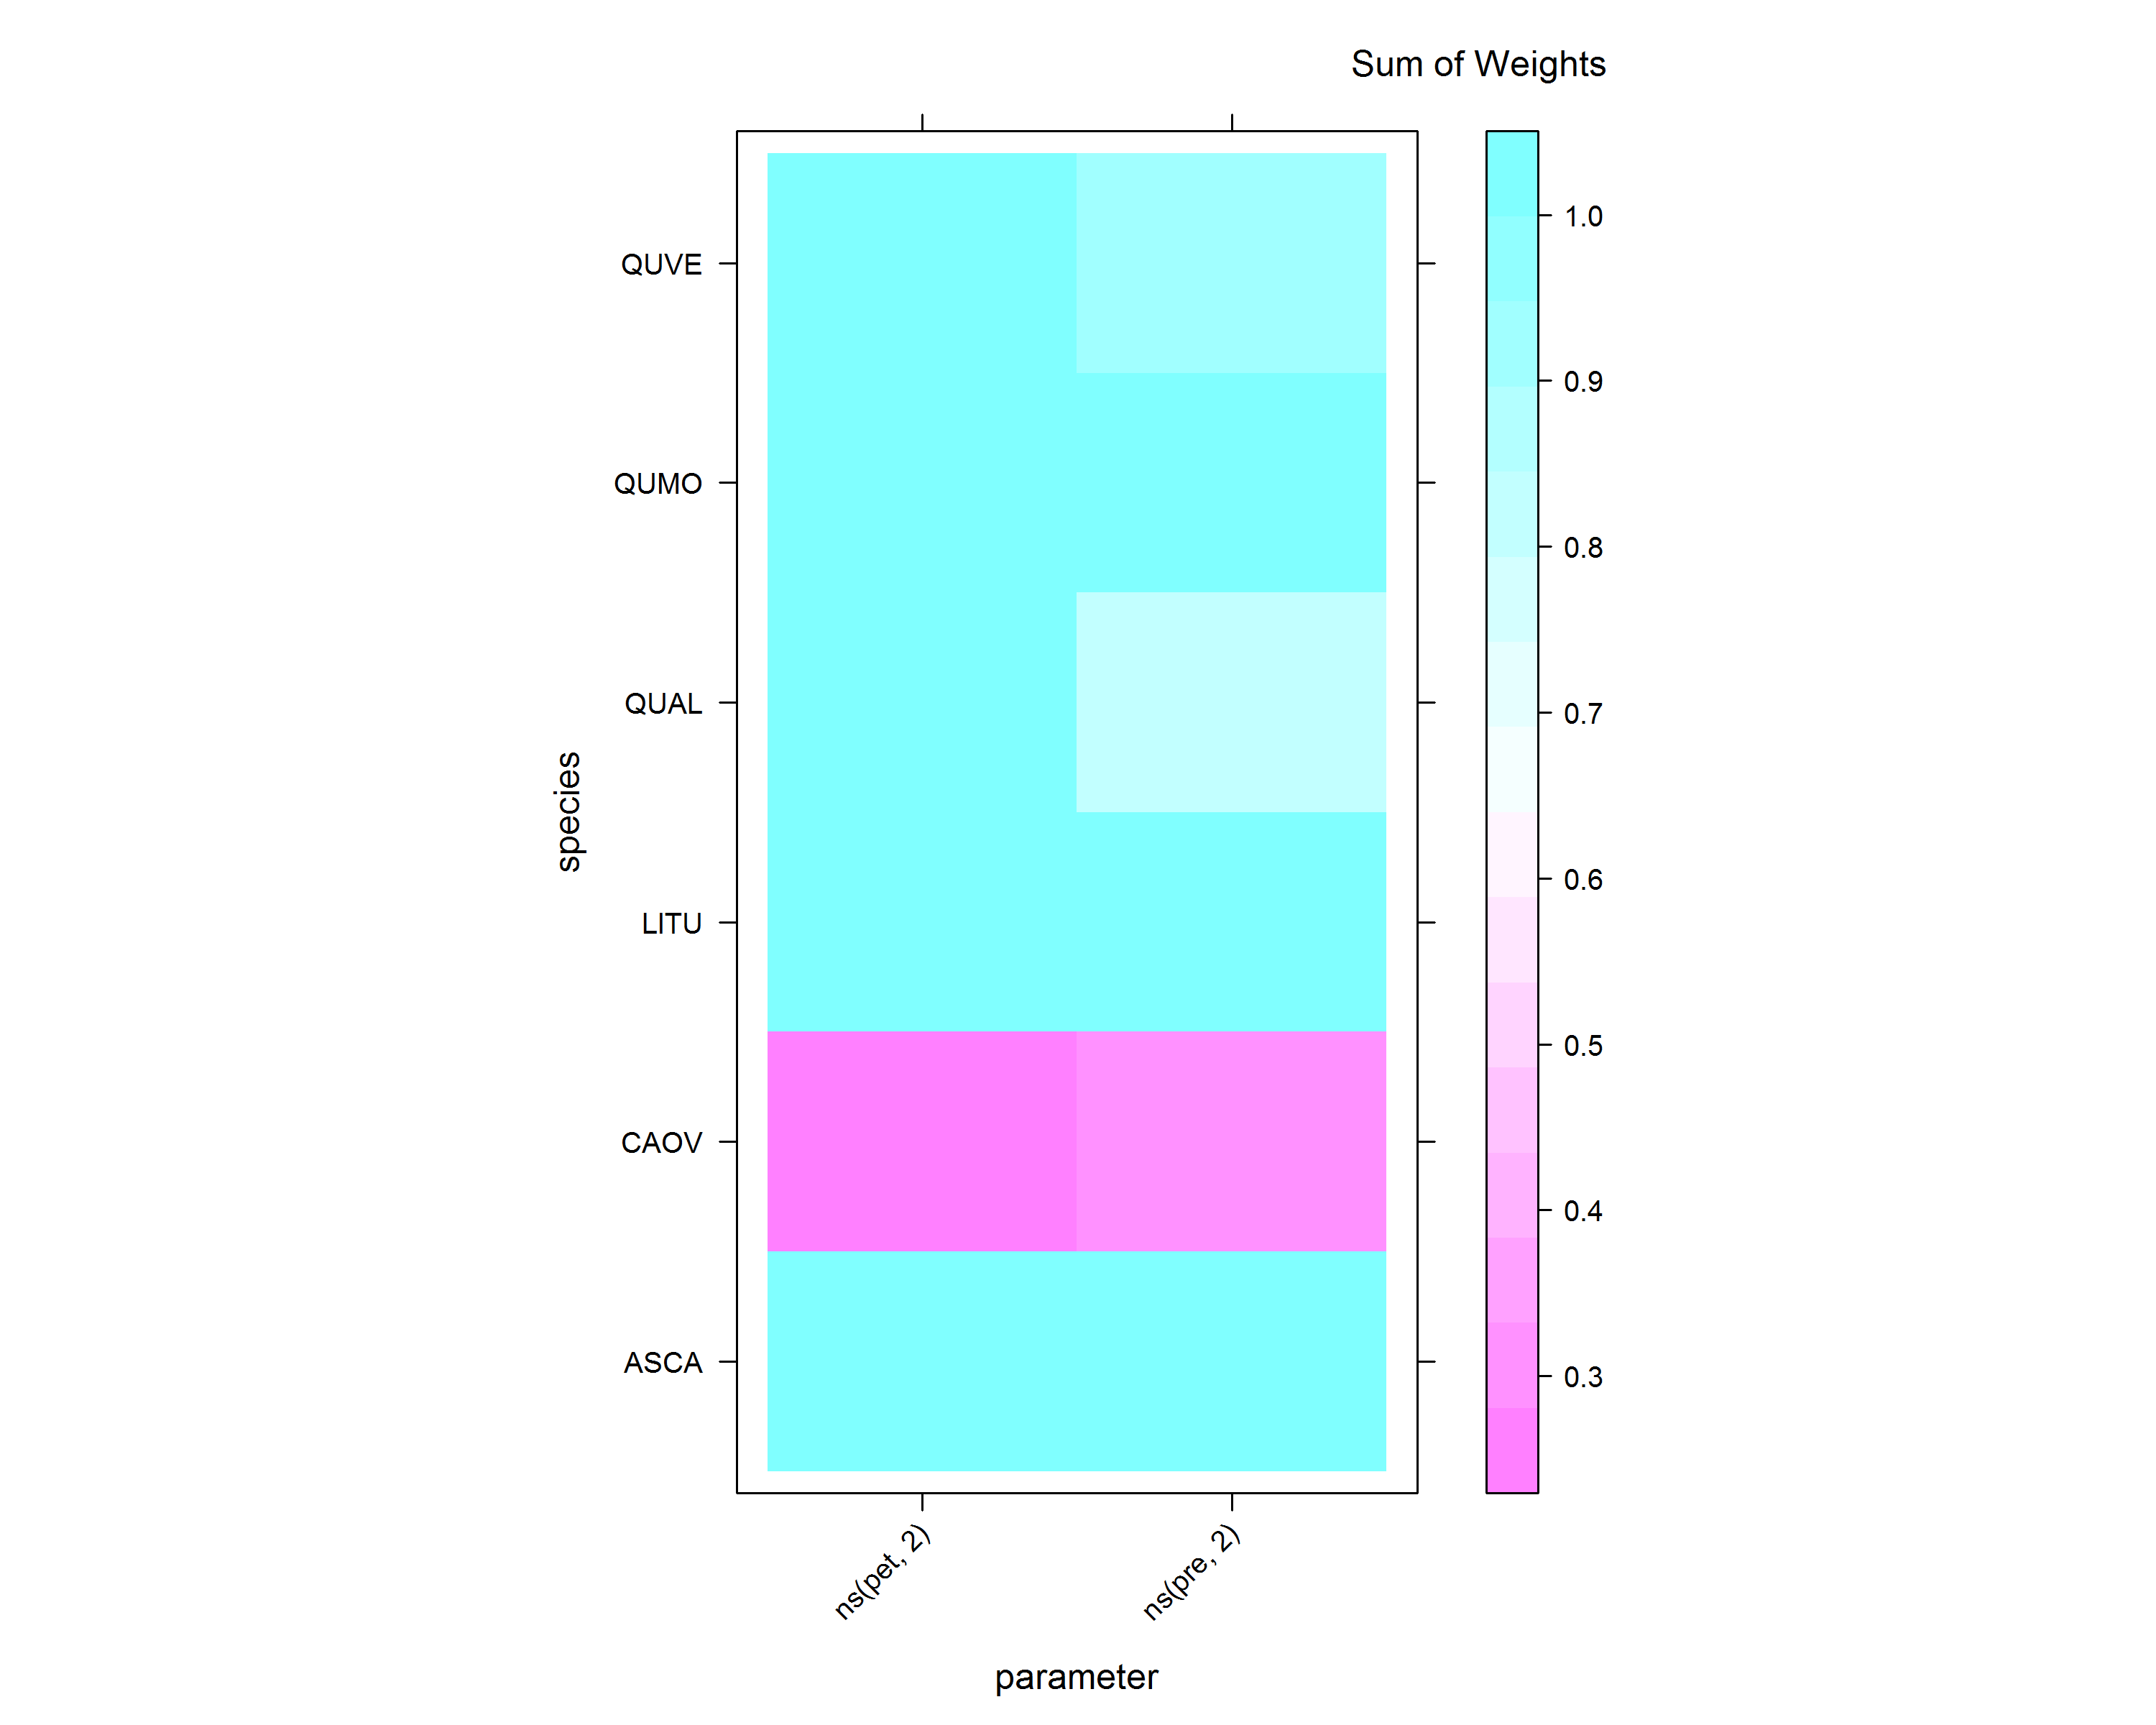 Sum of Weights
QUVE
QUMO
QUAL
LITU
CAOV
ASCA
species
ns(pet, 2)
ns(pre, 2)
parameter
1.0
0.9
0.8
0.7
0.6
0.5
0.4
0.3